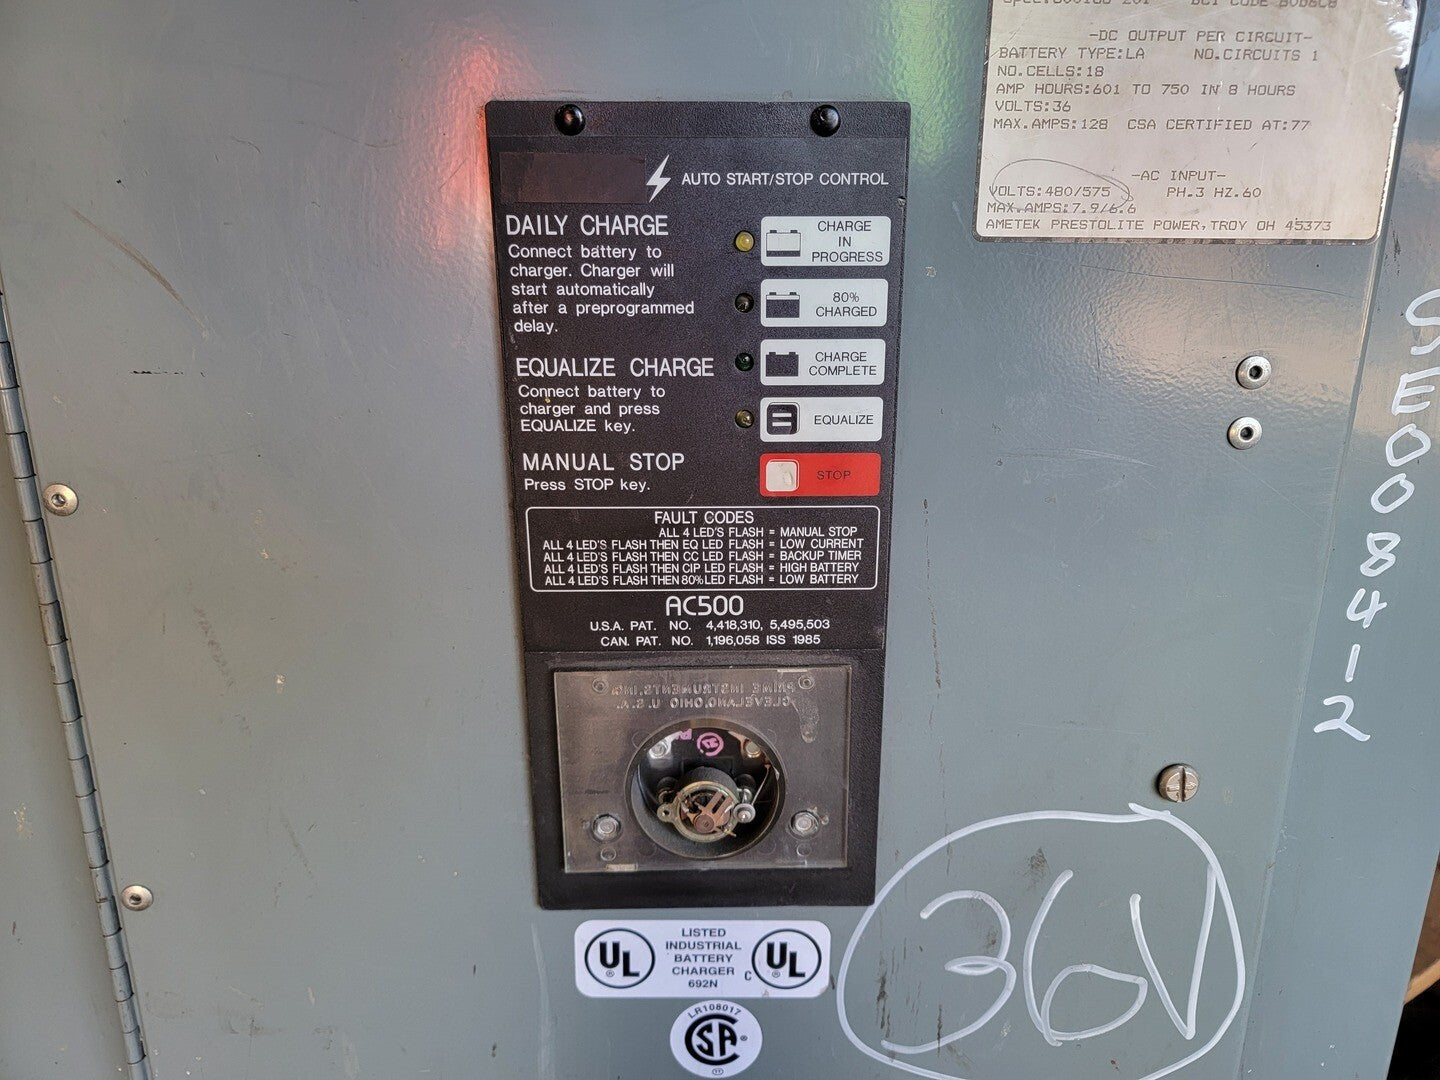 DCI CODE
-DC OUTPUT PER CIRCUIT-
BATTERY TYPE:LA NO.CIRCUITS 1
NO.CELLS:18
AMP HOURS:601 TO 750 IN 8 HOURS
VOLTS:36
MAX.AMPS:128 CSA CERTIFIED AT:77
-AC INPUT-
VOLTS:480/575 PH.3 HZ.60
MAX.AMPS:7.9/6.6
AMETEK PRESTOLITE POWER,TROY OH 45373
AUTO START/STOP CONTROL
DAILY CHARGE
Connect battery to
charger. Charger will
start automatically
after a preprogrammed
delay.
CHARGE
IN
PROGRESS
80%
CHARGED
EQUALIZE CHARGE
Connect battery to
charger and press
EQUALIZE key.
CHARGE
COMPLETE
EQUALIZE
MANUAL STOP
Press STOP key.
STOP
FAULT CODES
ALL 4 LED'S FLASH = MANUAL STOP
ALL 4 LED'S FLASH THEN EQ LED FLASH = LOW CURRENT
ALL 4 LED'S FLASH THEN CC LED FLASH = BACKUP TIMER
ALL 4 LED'S FLASH THEN CIP LED FLASH = HIGH BATTERY
ALL 4 LED'S FLASH THEN 80% LED FLASH = LOW BATTERY
AC500
U.S.A. PAT. NO. 4,418,310, 5,495,503
CAN. PAT. NO. 1,196,058 ISS 1985
PRIME INSTRUMENTS, INC.
CLEVELAND, OHIO U.S.A.
UL
LISTED
INDUSTRIAL
BATTERY
CHARGER
692N
C UL
LR108017
CSA
36V
SE008412